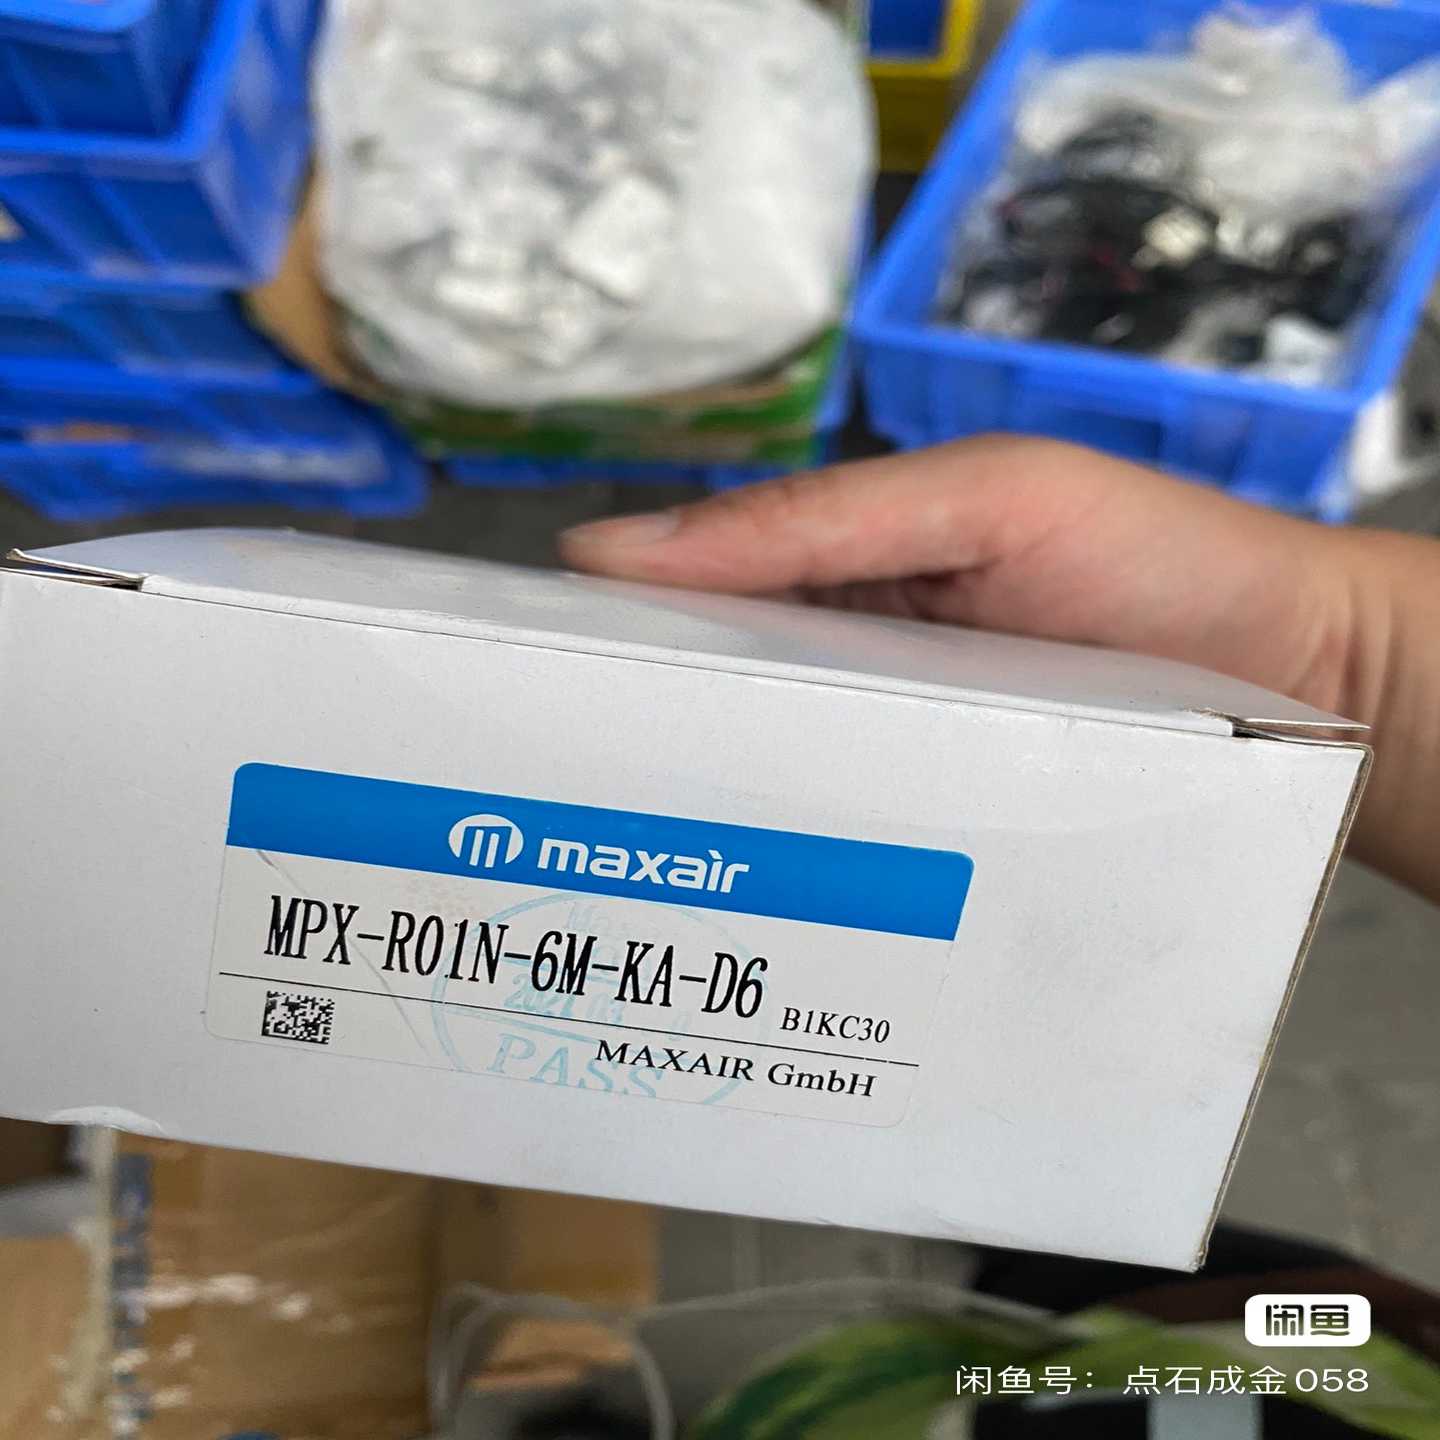 maxair
MPX-R01N-6M-KA-D6 B1KC30
MAXAIR GmbH
PASS
闲鱼
闲鱼号：点石成金058